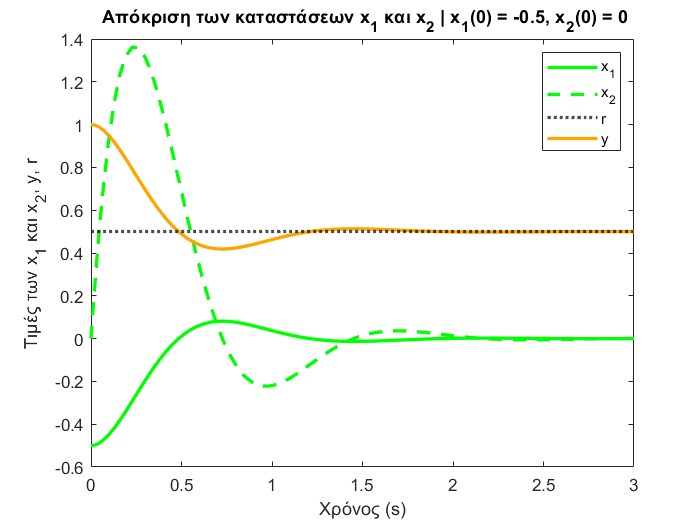 Απόκριση των καταστάσεων x₁ και x₂ | x₁(0) = -0.5, x₂(0) = 0
1.4
1.2
1
0.8
0.6
0.4
0.2
0
-0.2
-0.4
-0.6
Τιμές των x₁ και x₂, y, r
x₁
x₂
r
y
0
0.5
1
1.5
2
2.5
3
Χρόνος (s)